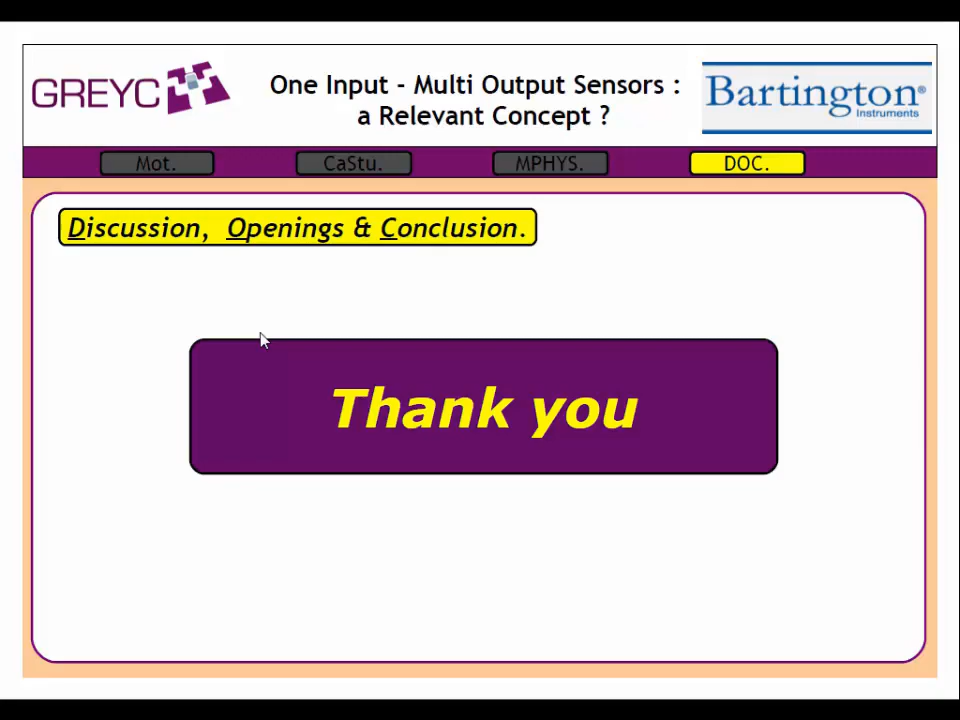 GREYC
One Input - Multi Output Sensors :
a Relevant Concept ?
Bartington®
Instruments
Mot.
CaStu.
MPHYS.
DOC.
Discussion, Openings & Conclusion.
Thank you